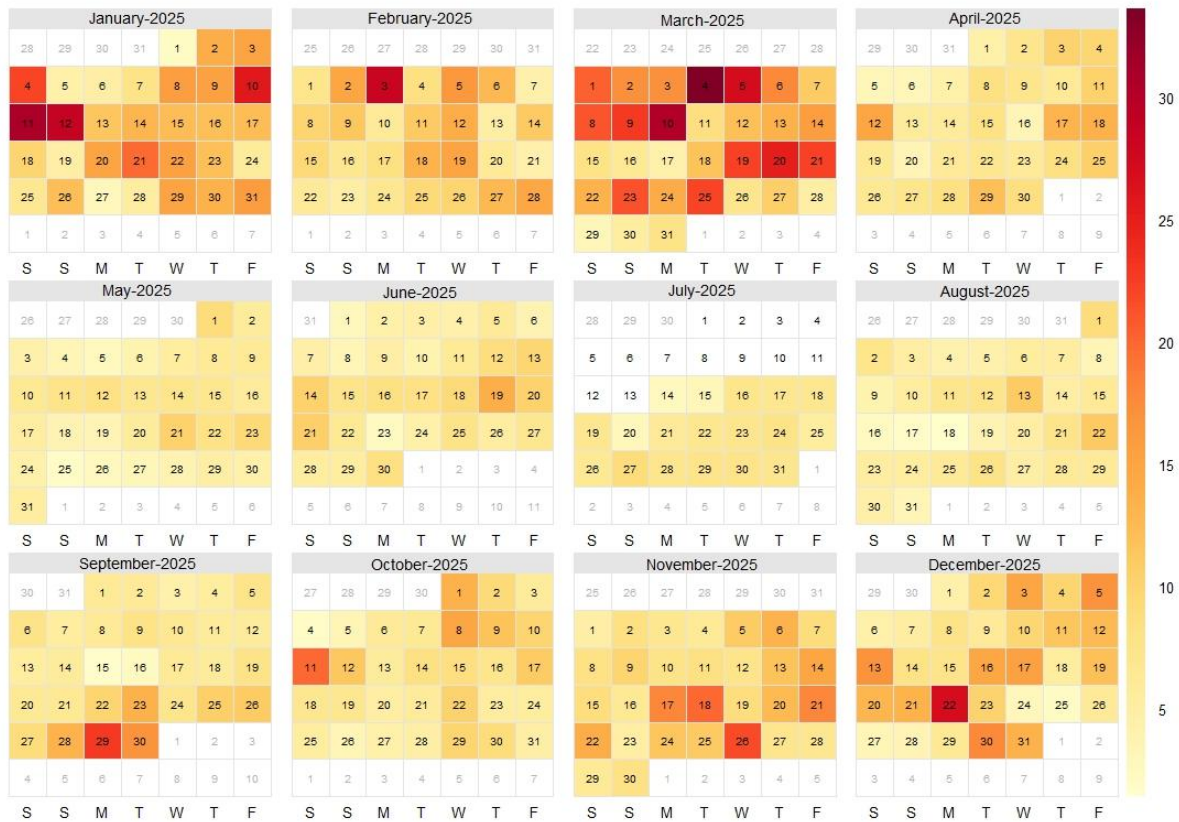 January-2025 February-2025 March-2025 April-2025
28 29 30 31 1 2 3 25 26 27 28 29 30 31 22 23 24 25 26 27 28 29 30 31 1 2 3 4
4 5 6 7 8 9 10 1 2 3 4 5 6 7 1 2 3 4 5 6 7 5 6 7 8 9 10 11
11 12 13 14 15 16 17 8 9 10 11 12 13 14 8 9 10 11 12 13 14 12 13 14 15 16 17 18 30
18 19 20 21 22 23 24 15 16 17 18 19 20 21 15 16 17 18 19 20 21 19 20 21 22 23 24 25
25 26 27 28 29 30 31 22 23 24 25 26 27 28 22 23 24 25 26 27 28 26 27 28 29 30 1 2 25
1 2 3 4 5 6 7 1 2 3 4 5 6 7 29 30 31 1 2 3 4 3 4 5 6 7 8 9
S S M T W T F S S M T W T F S S M T W T F S S M T W T F
May-2025 June-2025 July-2025 August-2025
26 27 28 29 30 1 2 31 1 2 3 4 5 6 28 29 30 1 2 3 4 26 27 28 29 30 31 1
3 4 5 6 7 8 9 7 8 9 10 11 12 13 5 6 7 8 9 10 11 2 3 4 5 6 7 8 20
10 11 12 13 14 15 16 14 15 16 17 18 19 20 12 13 14 15 16 17 18 9 10 11 12 13 14 15
17 18 19 20 21 22 23 21 22 23 24 25 26 27 19 20 21 22 23 24 25 16 17 18 19 20 21 22
24 25 26 27 28 29 30 28 29 30 1 2 3 4 26 27 28 29 30 31 1 23 24 25 26 27 28 29 15
31 1 2 3 4 5 6 5 6 7 8 9 10 11 2 3 4 5 6 7 8 30 31 1 2 3 4 5
S S M T W T F S S M T W T F S S M T W T F S S M T W T F
September-2025 October-2025 November-2025 December-2025
30 31 1 2 3 4 5 27 28 29 30 1 2 3 25 26 27 28 29 30 31 29 30 1 2 3 4 5 10
6 7 8 9 10 11 12 4 5 6 7 8 9 10 1 2 3 4 5 6 7 6 7 8 9 10 11 12
13 14 15 16 17 18 19 11 12 13 14 15 16 17 8 9 10 11 12 13 14 13 14 15 16 17 18 19
20 21 22 23 24 25 26 18 19 20 21 22 23 24 15 16 17 18 19 20 21 20 21 22 23 24 25 26 5
27 28 29 30 1 2 3 25 26 27 28 29 30 31 22 23 24 25 26 27 28 27 28 29 30 31 1 2
4 5 6 7 8 9 10 1 2 3 4 5 6 7 29 30 1 2 3 4 5 3 4 5 6 7 8 9
S S M T W T F S S M T W T F S S M T W T F S S M T W T F